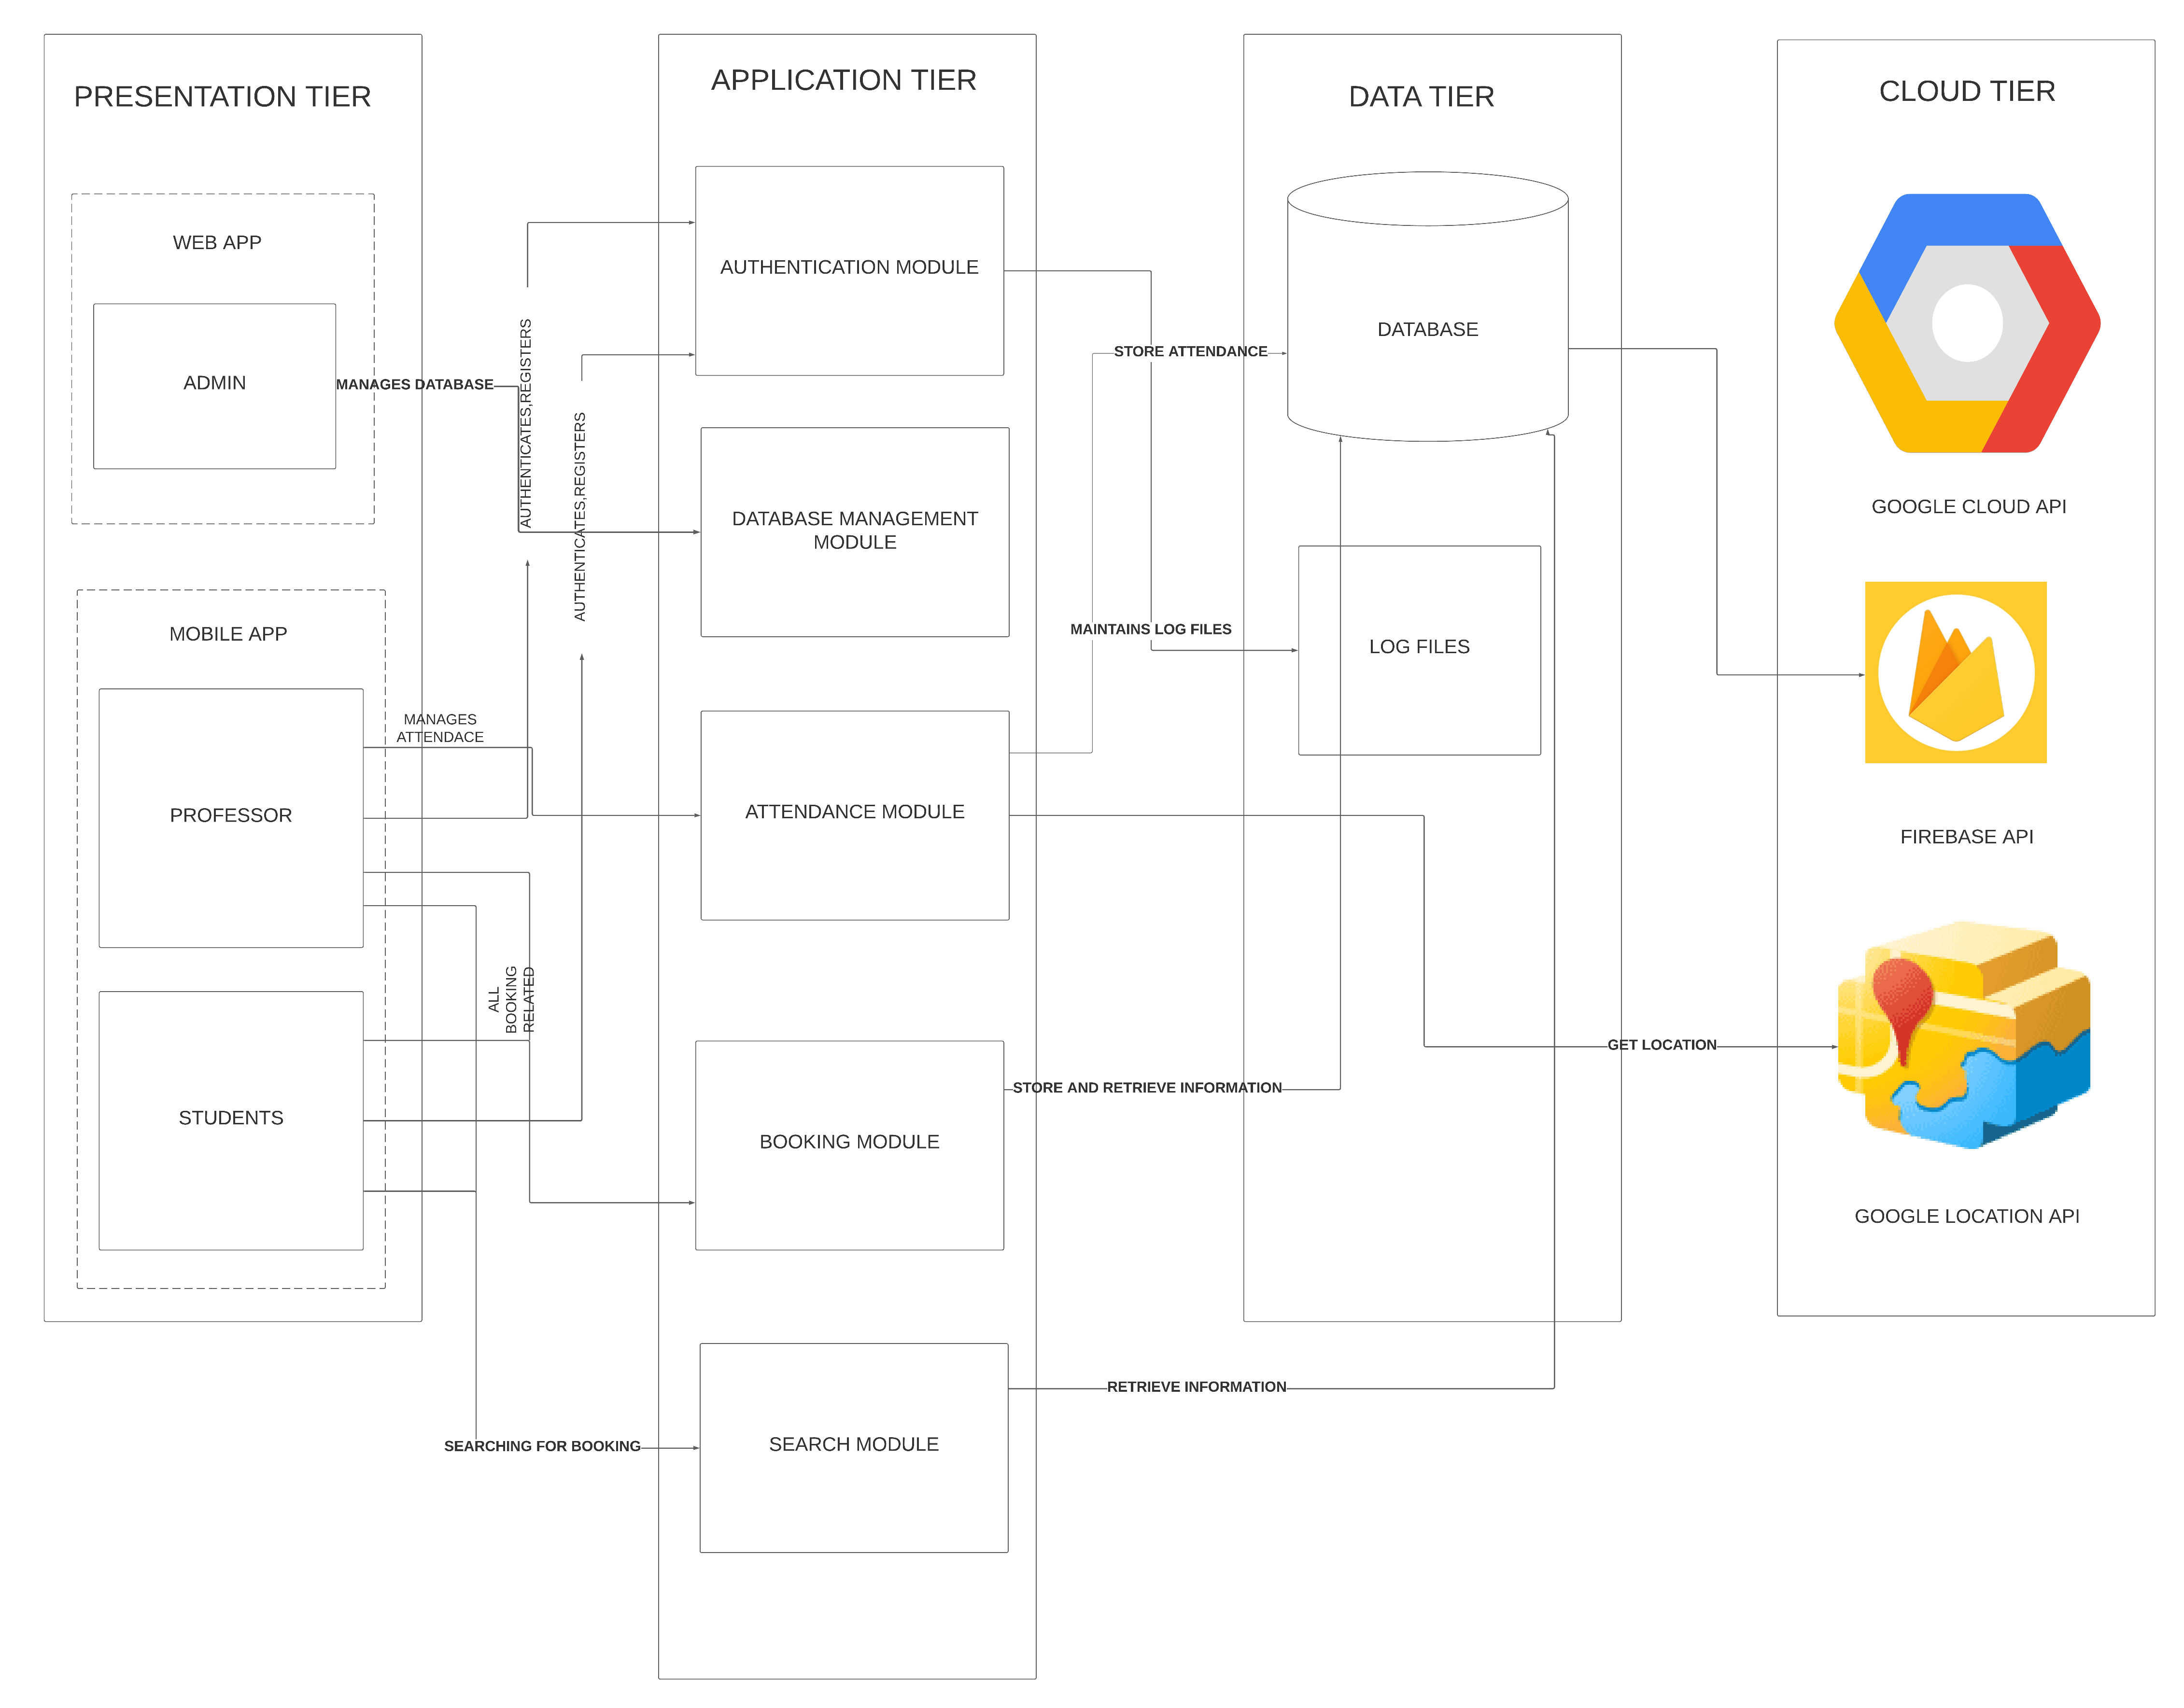 PRESENTATION TIER
WEB APP
ADMIN
MOBILE APP
PROFESSOR
STUDENTS
MANAGES DATABASE
AUTHENTICATES,REGISTERS
AUTHENTICATES,REGISTERS
MANAGES
ATTENDACE
ALL
BOOKING
RELATED
SEARCHING FOR BOOKING
APPLICATION TIER
AUTHENTICATION MODULE
DATABASE MANAGEMENT
MODULE
ATTENDANCE MODULE
BOOKING MODULE
SEARCH MODULE
STORE ATTENDANCE
MAINTAINS LOG FILES
STORE AND RETRIEVE INFORMATION
RETRIEVE INFORMATION
DATA TIER
DATABASE
LOG FILES
GET LOCATION
CLOUD TIER
GOOGLE CLOUD API
FIREBASE API
GOOGLE LOCATION API